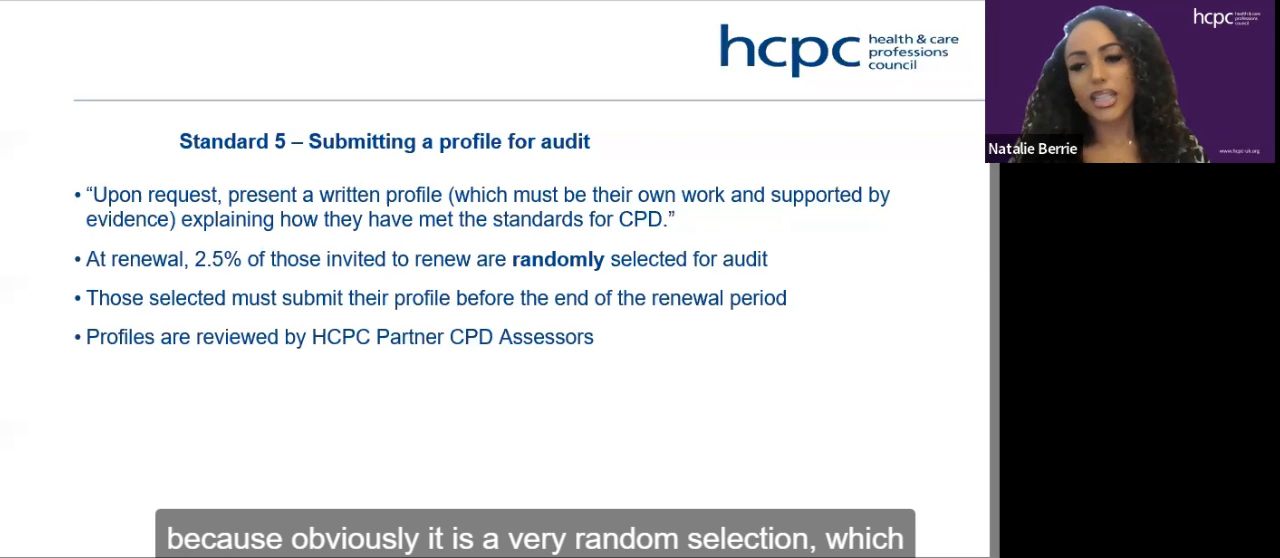 hcpc health & care
professions
council
hcpc health & care
professions
council
Natalie Berrie
www.hcpc-uk.org
Standard 5 – Submitting a profile for audit
• “Upon request, present a written profile (which must be their own work and supported by
evidence) explaining how they have met the standards for CPD.”
• At renewal, 2.5% of those invited to renew are randomly selected for audit
• Those selected must submit their profile before the end of the renewal period
• Profiles are reviewed by HCPC Partner CPD Assessors
because obviously it is a very random selection, which